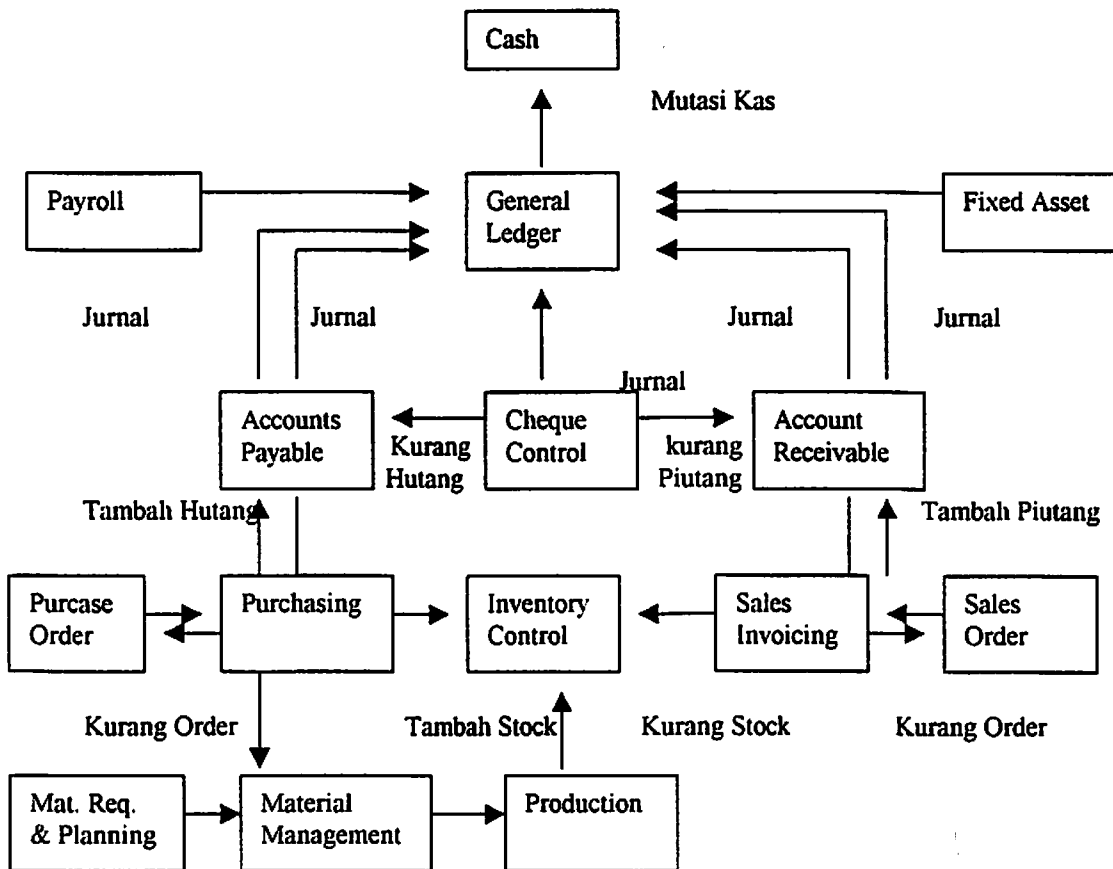 Cash
Mutasi Kas
Payroll
General
Ledger
Fixed Asset
Jurnal
Jurnal
Jurnal
Jurnal
Jurnal
Accounts
Payable
Kurang
Hutang
Cheque
Control
kurang
Piutang
Account
Receivable
Tambah Hutang
Tambah Piutang
Purcase
Order
Purchasing
Inventory
Control
Sales
Invoicing
Sales
Order
Kurang Order
Tambah Stock
Kurang Stock
Kurang Order
Mat. Req.
& Planning
Material
Management
Production